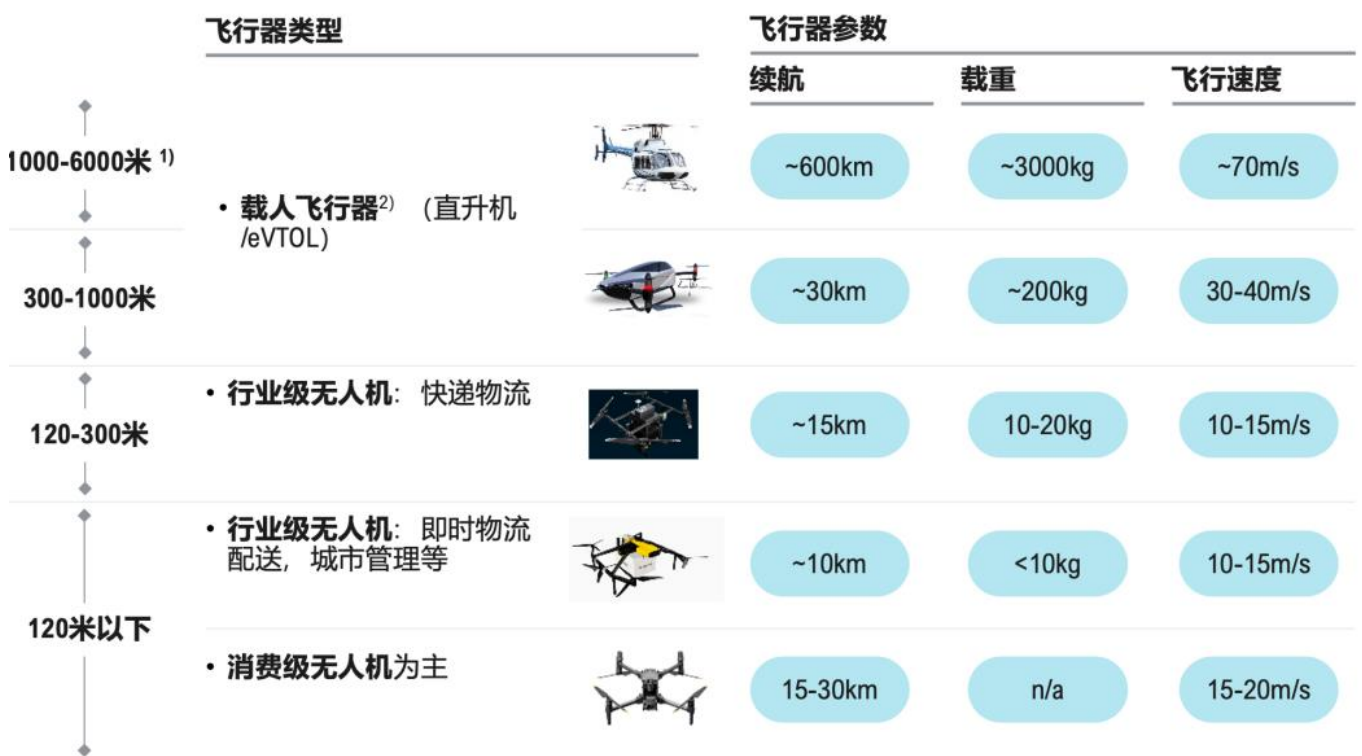 飞行器类型
飞行器参数
续航
载重
飞行速度
1000-6000米 1)
• 载人飞行器2) (直升机
/eVTOL)
~600km
~3000kg
~70m/s
300-1000米
~30km
~200kg
30-40m/s
120-300米
• 行业级无人机: 快递物流
~15km
10-20kg
10-15m/s
120米以下
• 行业级无人机: 即时物流
配送, 城市管理等
~10km
<10kg
10-15m/s
• 消费级无人机为主
15-30km
n/a
15-20m/s